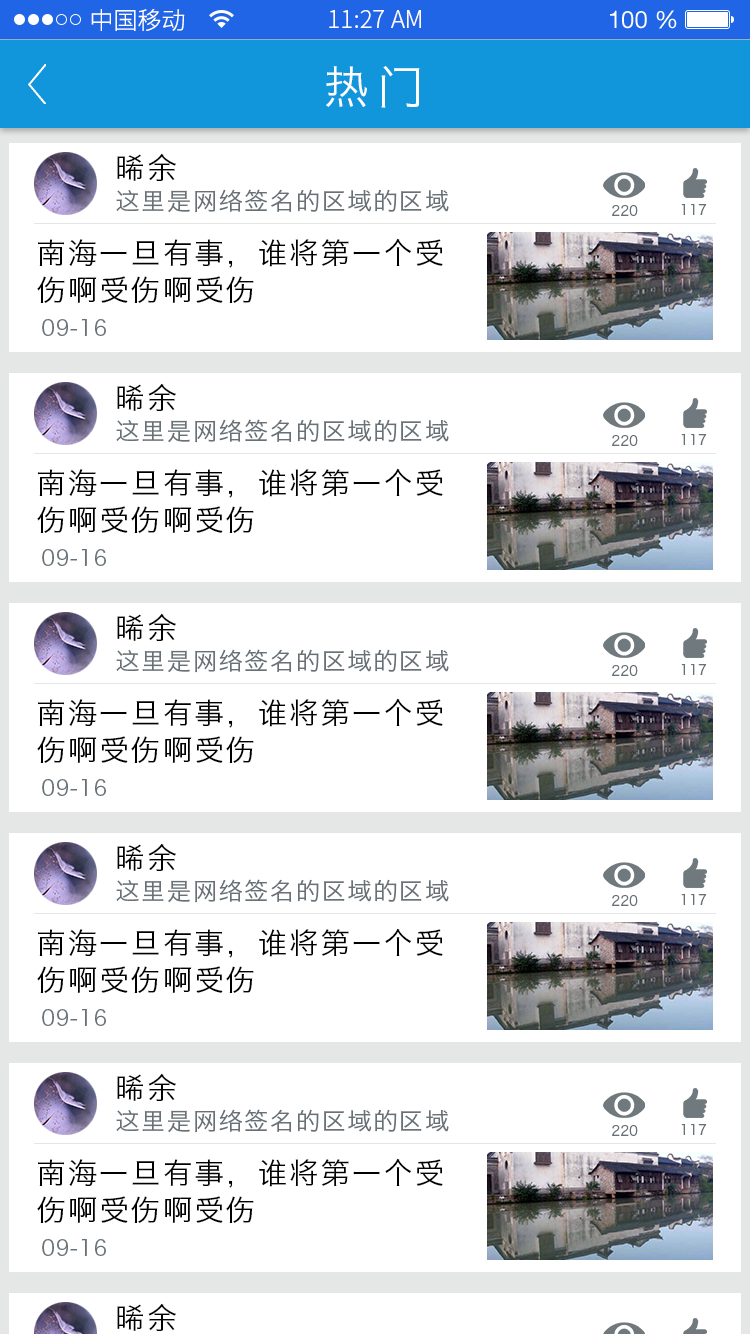 中国移动 11:27 AM 100 %
热门
晞余
这里是网络签名的区域的区域
220 117
南海一旦有事，谁将第一个受
伤啊受伤啊受伤
09-16
晞余
这里是网络签名的区域的区域
220 117
南海一旦有事，谁将第一个受
伤啊受伤啊受伤
09-16
晞余
这里是网络签名的区域的区域
220 117
南海一旦有事，谁将第一个受
伤啊受伤啊受伤
09-16
晞余
这里是网络签名的区域的区域
220 117
南海一旦有事，谁将第一个受
伤啊受伤啊受伤
09-16
晞余
这里是网络签名的区域的区域
220 117
南海一旦有事，谁将第一个受
伤啊受伤啊受伤
09-16
晞余